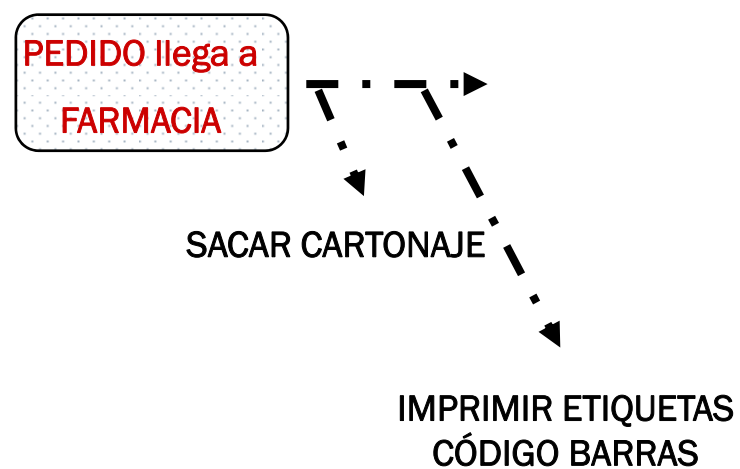 PEDIDO llega a
FARMACIA
SACAR CARTONAJE
IMPRIMIR ETIQUETAS
CÓDIGO BARRAS